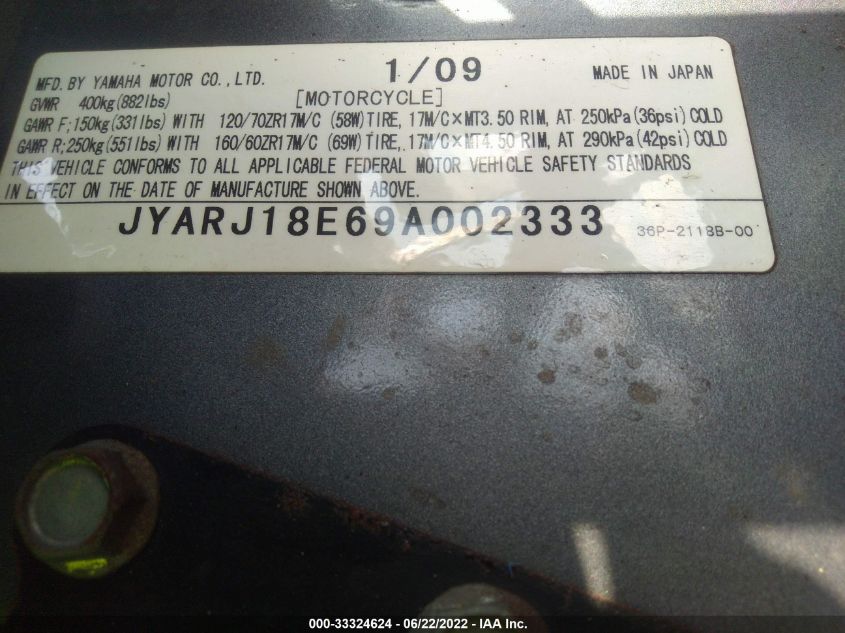 MFD. BY YAMAHA MOTOR CO., LTD. 1/09 MADE IN JAPAN
GVWR 400kg(882lbs) [MOTORCYCLE]
GAWR F;150kg(331lbs) WITH 120/70ZR17M/C (58W)TIRE, 17M/C×MT3.50 RIM, AT 250kPa(36psi)COLD
GAWR R;250kg(551lbs) WITH 160/60ZR17M/C (69W)TIRE, 17M/C×MT4.50 RIM, AT 290kPa(42psi)COLD
THIS VEHICLE CONFORMS TO ALL APPLICABLE FEDERAL MOTOR VEHICLE SAFETY STANDARDS
IN EFFECT ON THE DATE OF MANUFACTURE SHOWN ABOVE.
JYARJ18E69A002333 36P-2118B-00
000-33324624 / 06/22/2022 / IAA Inc.